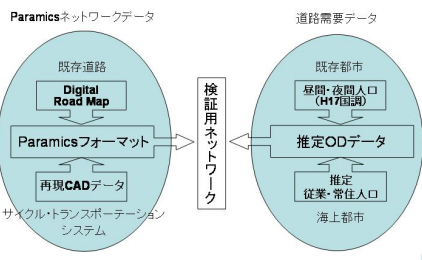 Paramicsネットワークデータ
道路需要データ
既存道路
Digital
Road Map
Paramicsフォーマット
再現CADデータ
サイクル・トランスポーテーション
システム
検証用ネットワーク
既存都市
昼間・夜間人口
(H17国調)
推定ODデータ
推定
従業・常住人口
海上都市